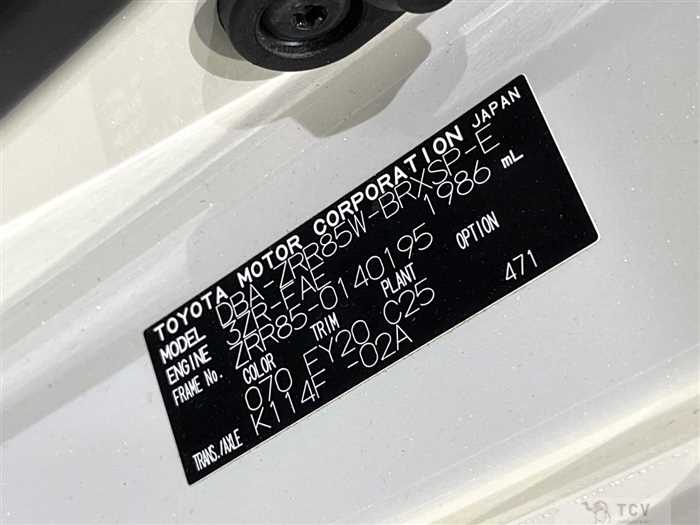 TOYOTA MOTOR CORPORATION JAPAN
MODEL DBA-ZRR85W-BRXSP-E
ENGINE 3ZR-FAE 1986 mL
FRAME No. ZRR85-0140195
COLOR TRIM PLANT OPTION
070 FY20 C25 471
TRANS./AXLE K114F -02A
TCV